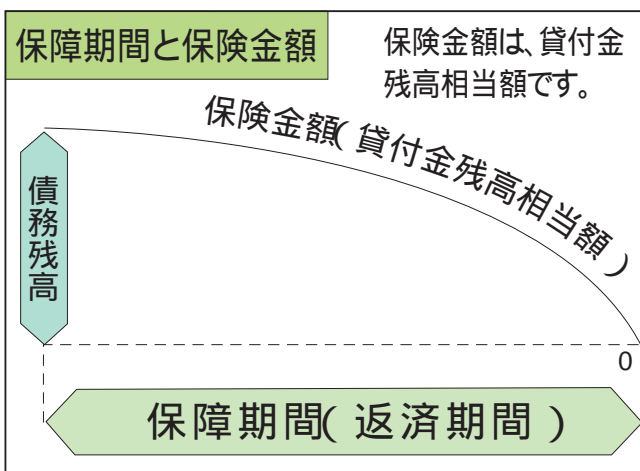 保障期間と保険金額
保険金額は、貸付金
残高相当額です。
保険金額(貸付金残高相当額)
債務残高
0
保障期間(返済期間)